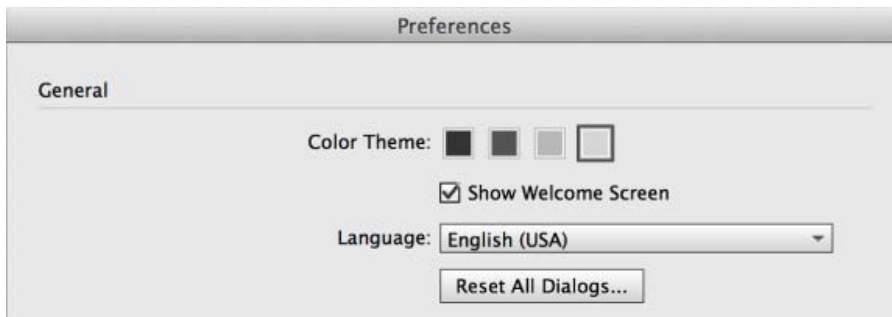 Preferences
General
Color Theme:
Show Welcome Screen
Language: English (USA)
Reset All Dialogs...